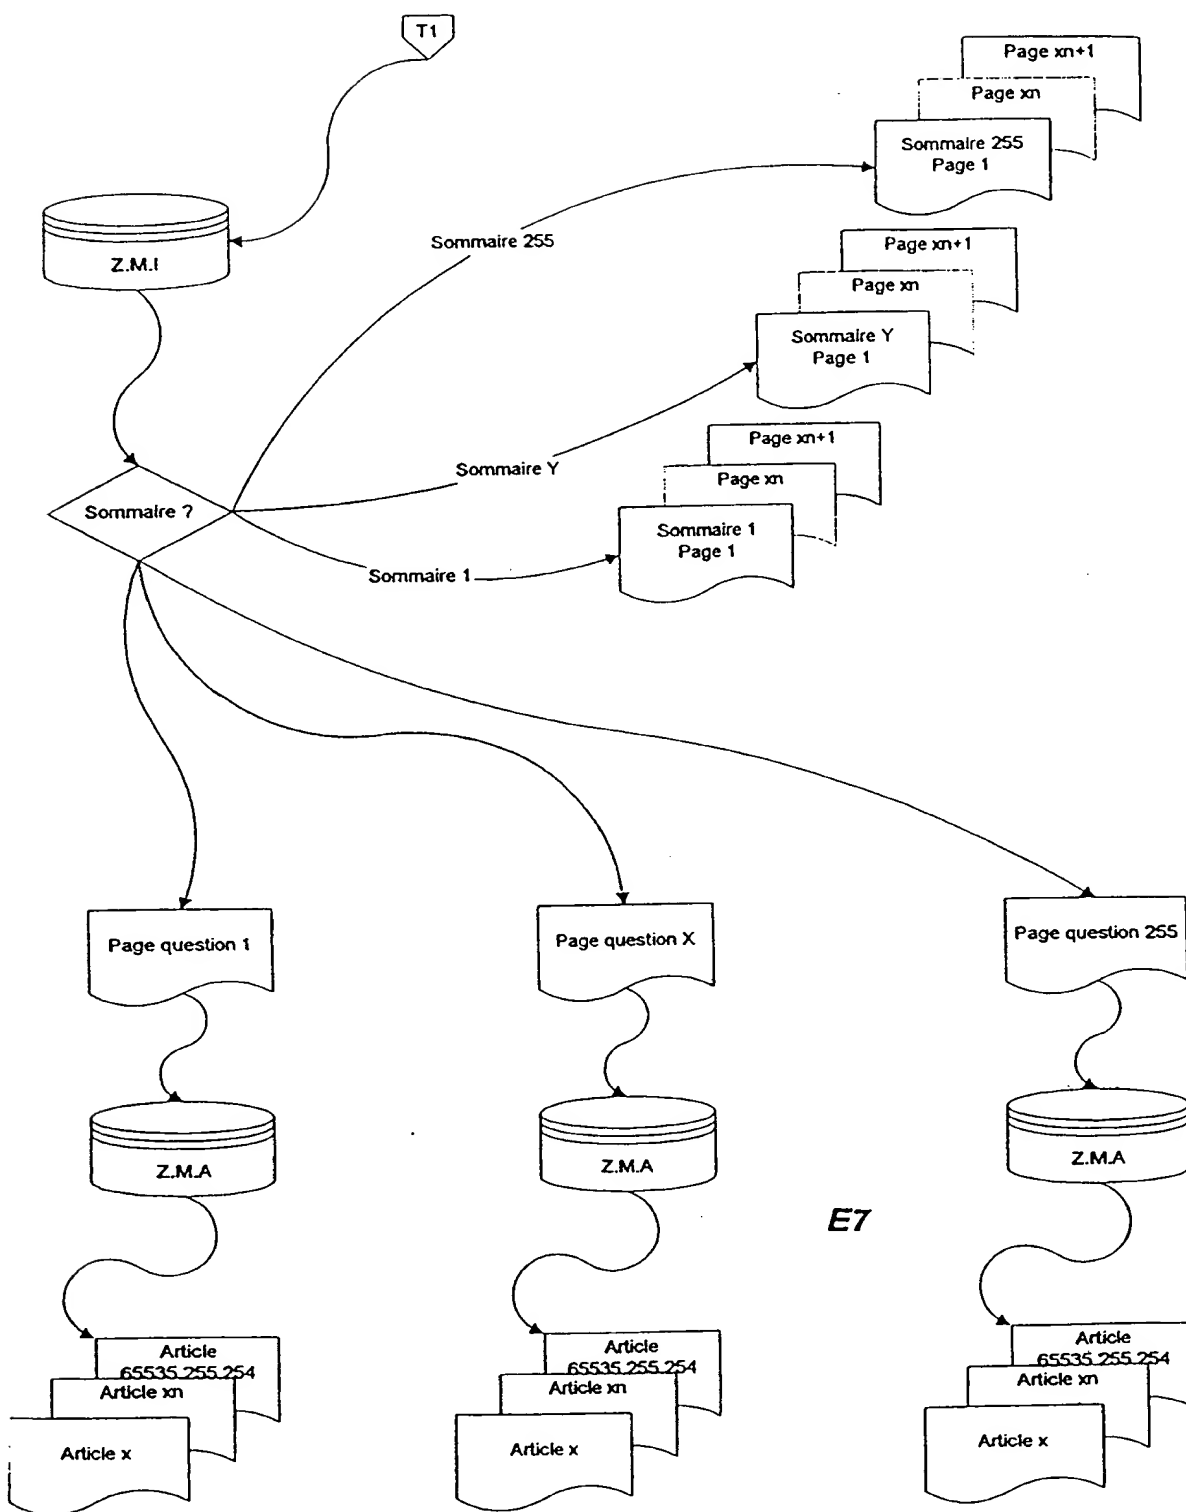 T1
Page xn+1
Page xn
Sommaire 255
Page 1
Z.M.I
Sommaire 255
Page xn+1
Page xn
Sommaire Y
Page 1
Page xn+1
Sommaire Y
Page xn
Sommaire ?
Sommaire 1
Page 1
Sommaire 1
Page question 1
Page question X
Page question 255
Z.M.A
Z.M.A
Z.M.A
E7
Article
65535.255.254
Article xn
Article x
Article
65535.255.254
Article xn
Article x
Article
65535.255.254
Article xn
Article x